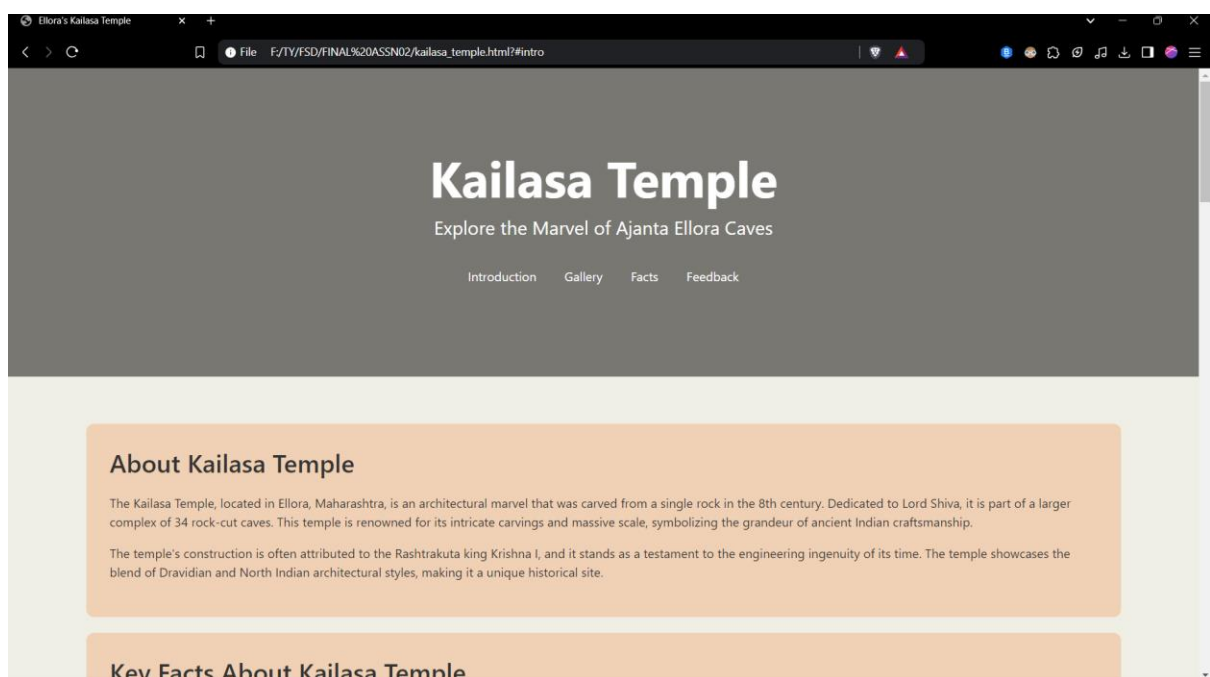 Ellora's Kailasa Temple
File F:/TY/FSD/FINAL%20ASSN02/kailasa_temple.html?#intro
Kailasa Temple
Explore the Marvel of Ajanta Ellora Caves
Introduction Gallery Facts Feedback
About Kailasa Temple
The Kailasa Temple, located in Ellora, Maharashtra, is an architectural marvel that was carved from a single rock in the 8th century. Dedicated to Lord Shiva, it is part of a larger
complex of 34 rock-cut caves. This temple is renowned for its intricate carvings and massive scale, symbolizing the grandeur of ancient Indian craftsmanship.
The temple's construction is often attributed to the Rashtrakuta king Krishna I, and it stands as a testament to the engineering ingenuity of its time. The temple showcases the
blend of Dravidian and North Indian architectural styles, making it a unique historical site.
Key Facts About Kailasa Temple